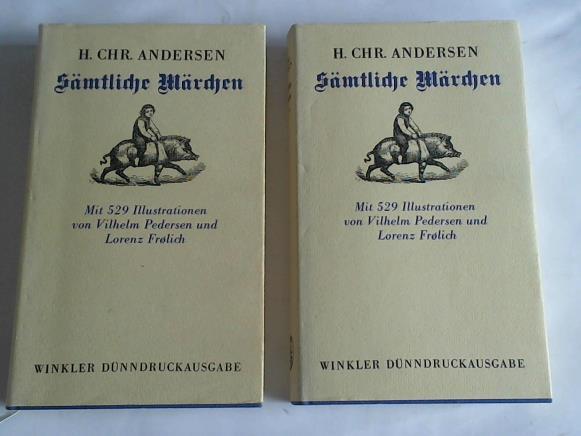 H. CHR. ANDERSEN
Sämtliche Märchen
Mit 529 Illustrationen
von Vilhelm Pedersen und
Lorenz Frølich
WINKLER DÜNNDRUCKAUSGABE
H. CHR. ANDERSEN
Sämtliche Märchen
Mit 529 Illustrationen
von Vilhelm Pedersen und
Lorenz Frølich
WINKLER DÜNNDRUCKAUSGABE